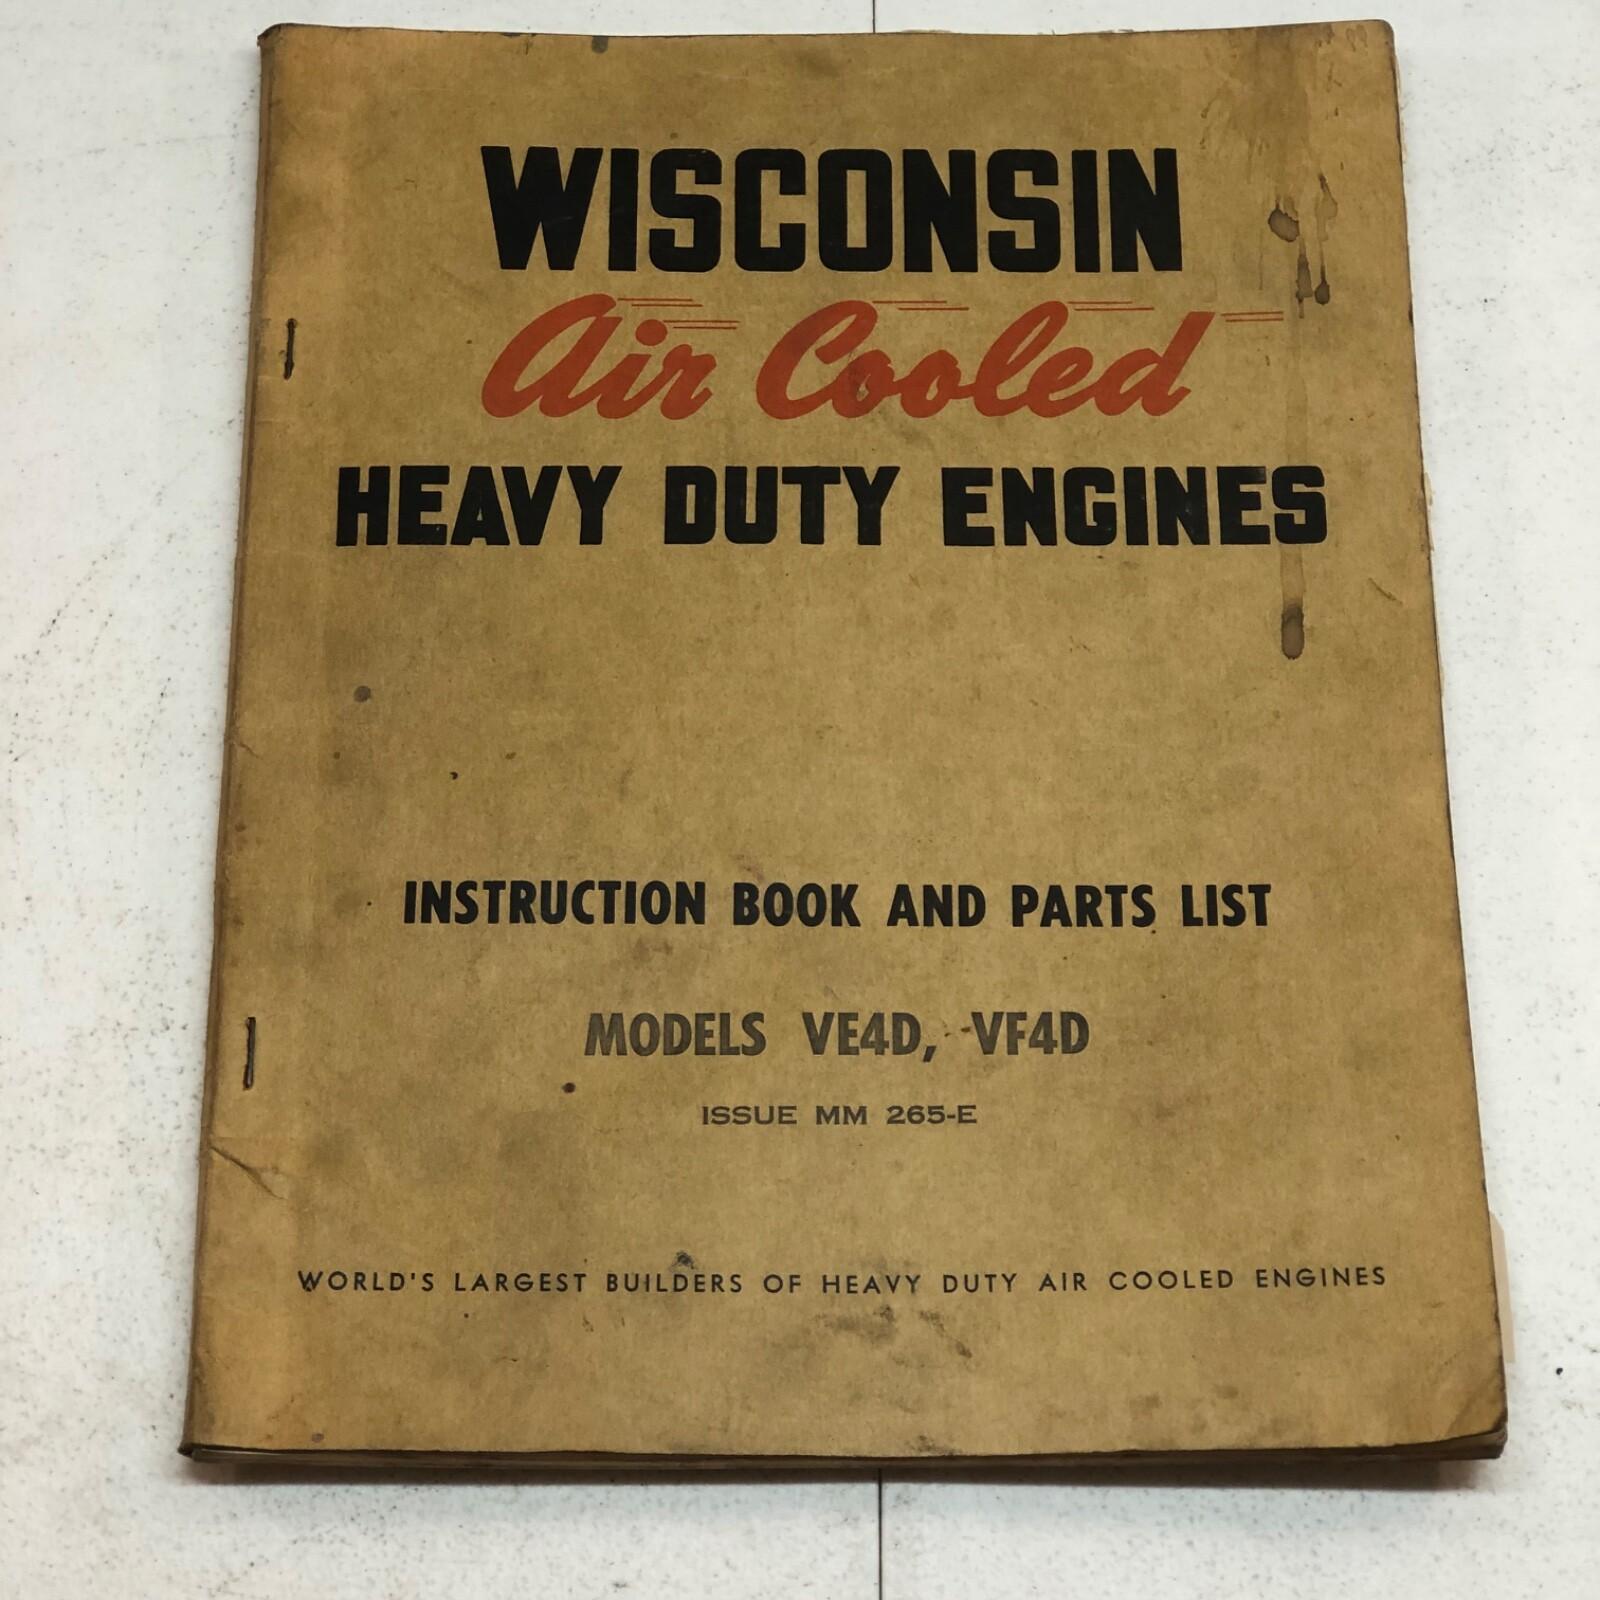 WISCONSIN
Air Cooled
HEAVY DUTY ENGINES
INSTRUCTION BOOK AND PARTS LIST
MODELS VE4D, VF4D
ISSUE MM 265-E
WORLD'S LARGEST BUILDERS OF HEAVY DUTY AIR COOLED ENGINES